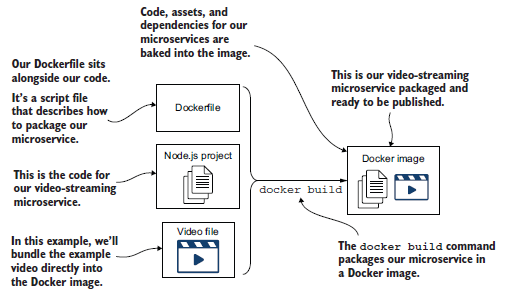 Code, assets, and
dependencies for our
microservices are
baked into the image.
Our Dockerfile sits
alongside our code.
It's a script file
that describes how
to package our
microservice.
Dockerfile
This is our video-streaming
microservice packaged and
ready to be published.
Node.js project
This is the code for
our video-streaming
microservice.
docker build
Docker image
Video file
In this example, we'll
bundle the example
video directly into
the Docker image.
The docker build command
packages our microservice in
a Docker image.